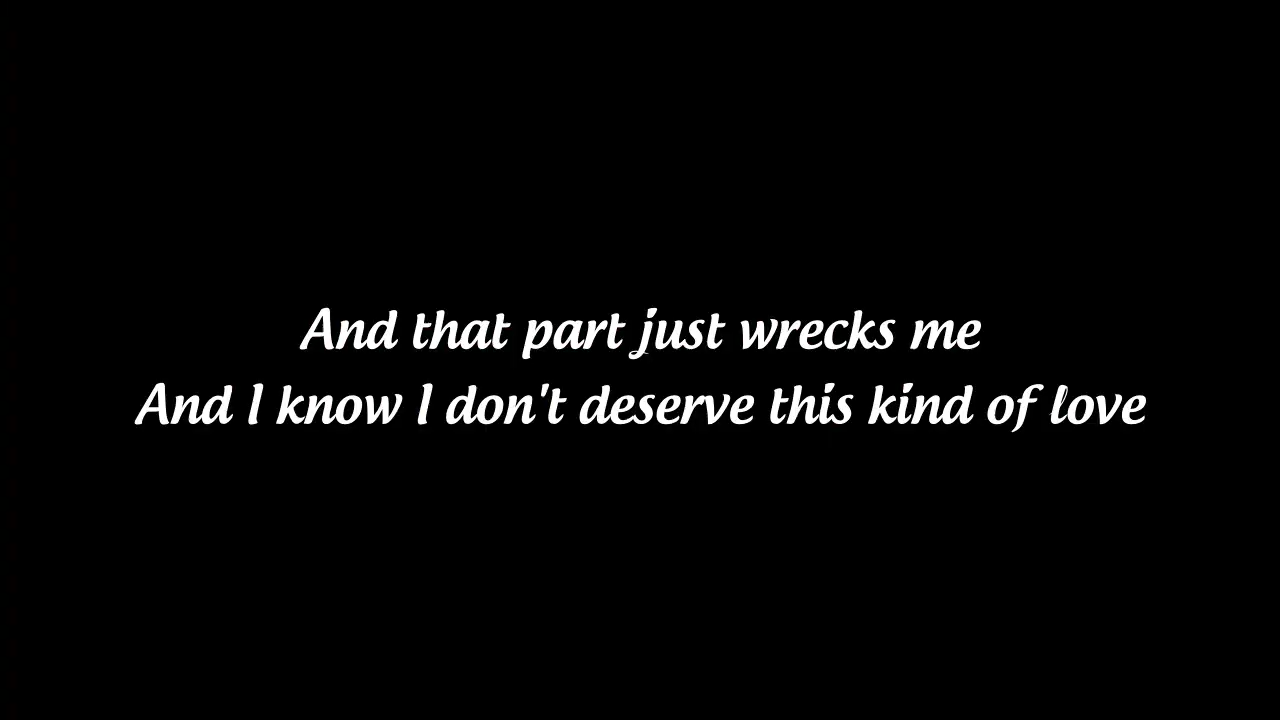 And that part just wrecks me
And I know I don't deserve this kind of love